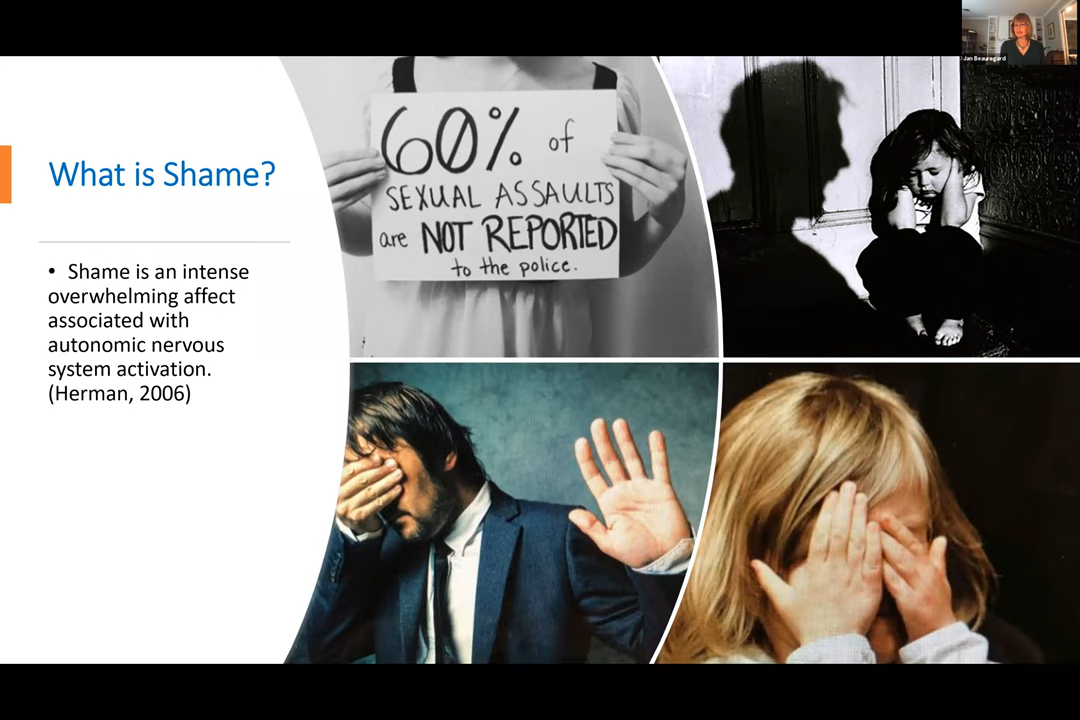 Jan Beauregard
What is Shame?
• Shame is an intense
overwhelming affect
associated with
autonomic nervous
system activation.
(Herman, 2006)
60% of
SEXUAL ASSAULTS
are NOT REPORTED
to the police.